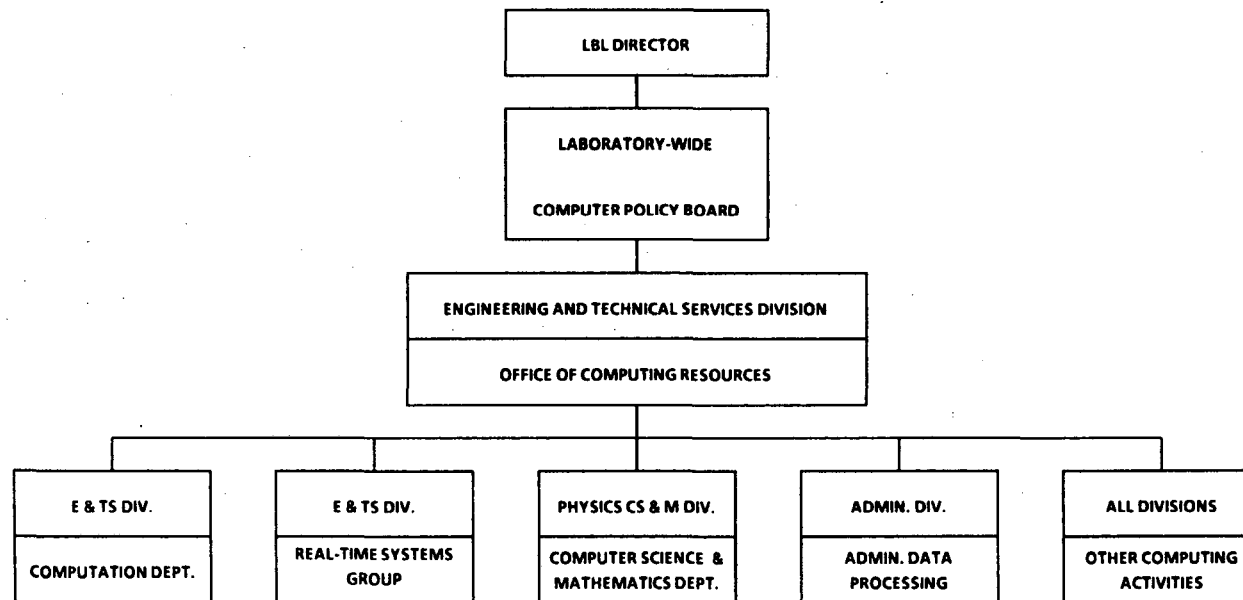 LBL DIRECTOR
LABORATORY-WIDE
COMPUTER POLICY BOARD
ENGINEERING AND TECHNICAL SERVICES DIVISION
OFFICE OF COMPUTING RESOURCES
E & TS DIV.
COMPUTATION DEPT.
E & TS DIV.
REAL-TIME SYSTEMS
GROUP
PHYSICS CS & M DIV.
COMPUTER SCIENCE &
MATHEMATICS DEPT.
ADMIN. DIV.
ADMIN. DATA
PROCESSING
ALL DIVISIONS
OTHER COMPUTING
ACTIVITIES